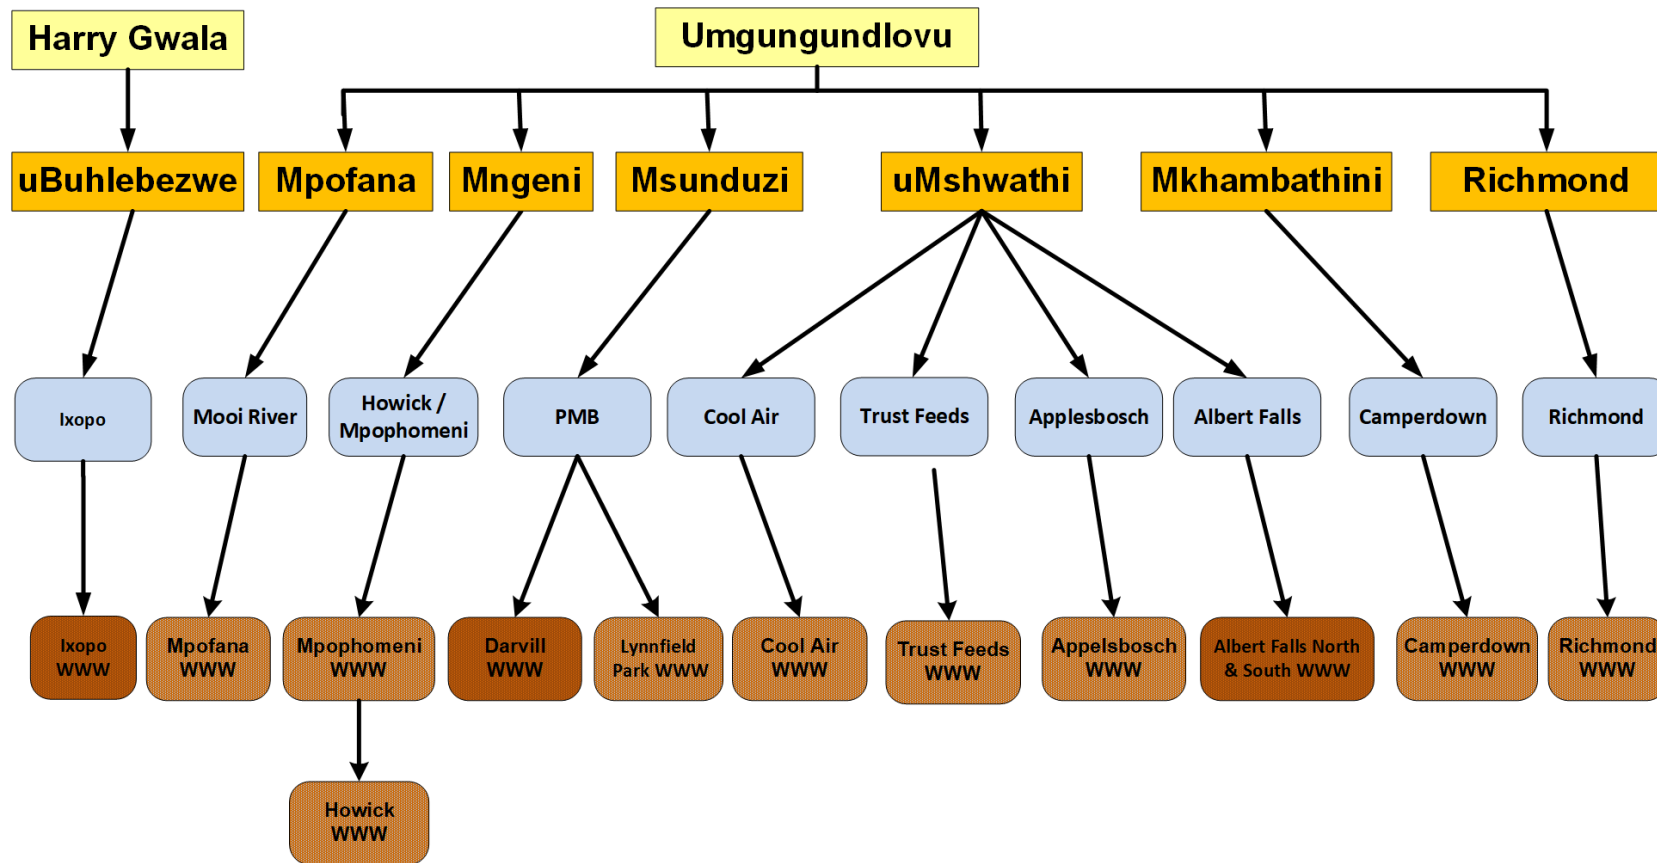 Harry Gwala
Umgungundlovu
uBuhlebezwe
Mpofana
Mngeni
Msunduzi
uMshwathi
Mkhambathini
Richmond
Ixopo
Mooi River
Howick /
Mpophomeni
PMB
Cool Air
Trust Feeds
Applesbosch
Albert Falls
Camperdown
Richmond
Ixopo
WWW
Mpofana
WWW
Mpophomeni
WWW
Darvill
WWW
Lynnfield
Park WWW
Cool Air
WWW
Trust Feeds
WWW
Appelsbosch
WWW
Albert Falls North
& South WWW
Camperdown
WWW
Richmond
WWW
Howick
WWW